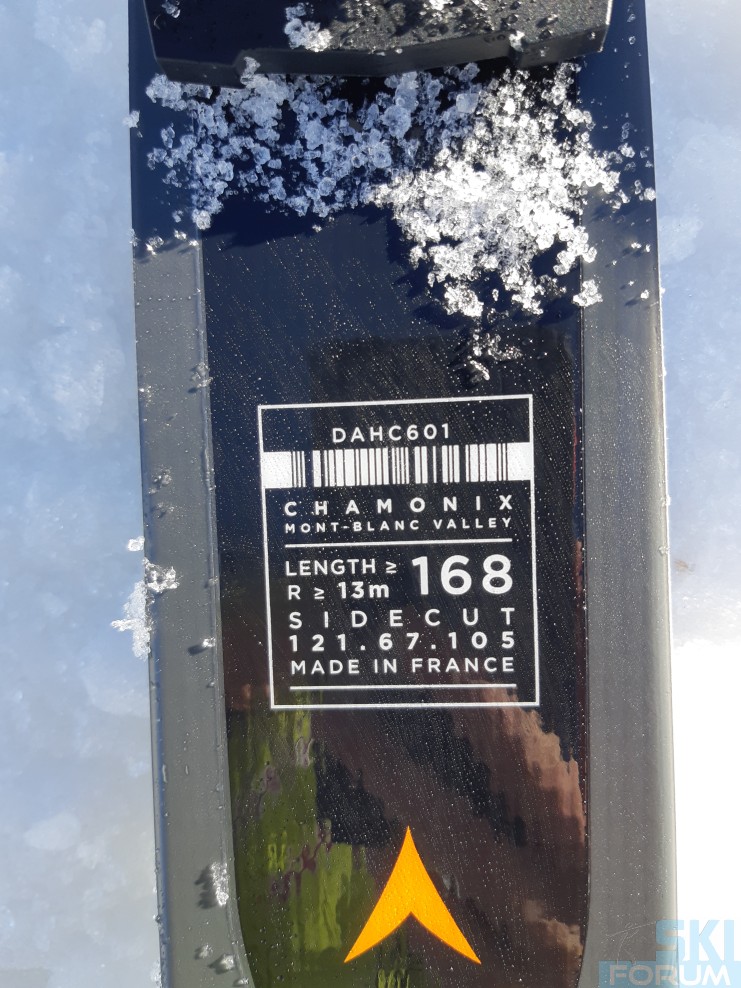 DAHC601
CHAMONIX
MONT-BLANC VALLEY
LENGTH ≥ 168
R ≥ 13m
SIDECUT
121.67.105
MADE IN FRANCE
SKI
FORUM